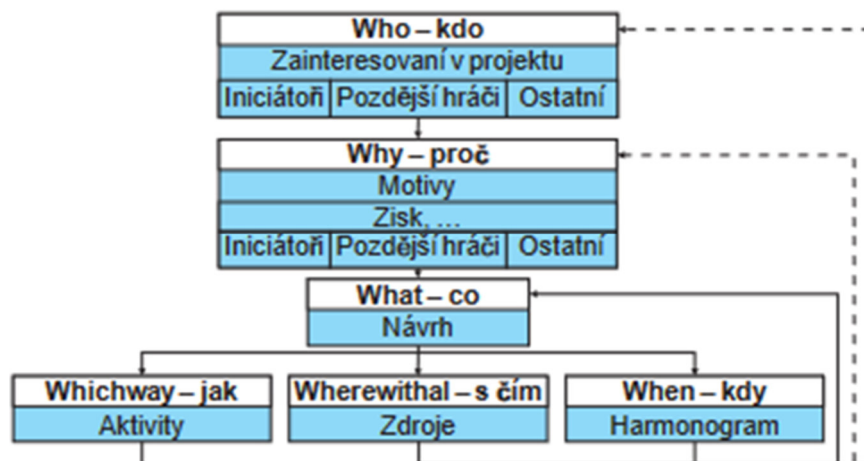 Who – kdo
Zainteresovaní v projektu
Iniciátoři Pozdější hráči Ostatní
Why – proč
Motivy
Zisk, ...
Iniciátoři Pozdější hráči Ostatní
What – co
Návrh
Whichway – jak Wherewithal – s čím When – kdy
Aktivity Zdroje Harmonogram